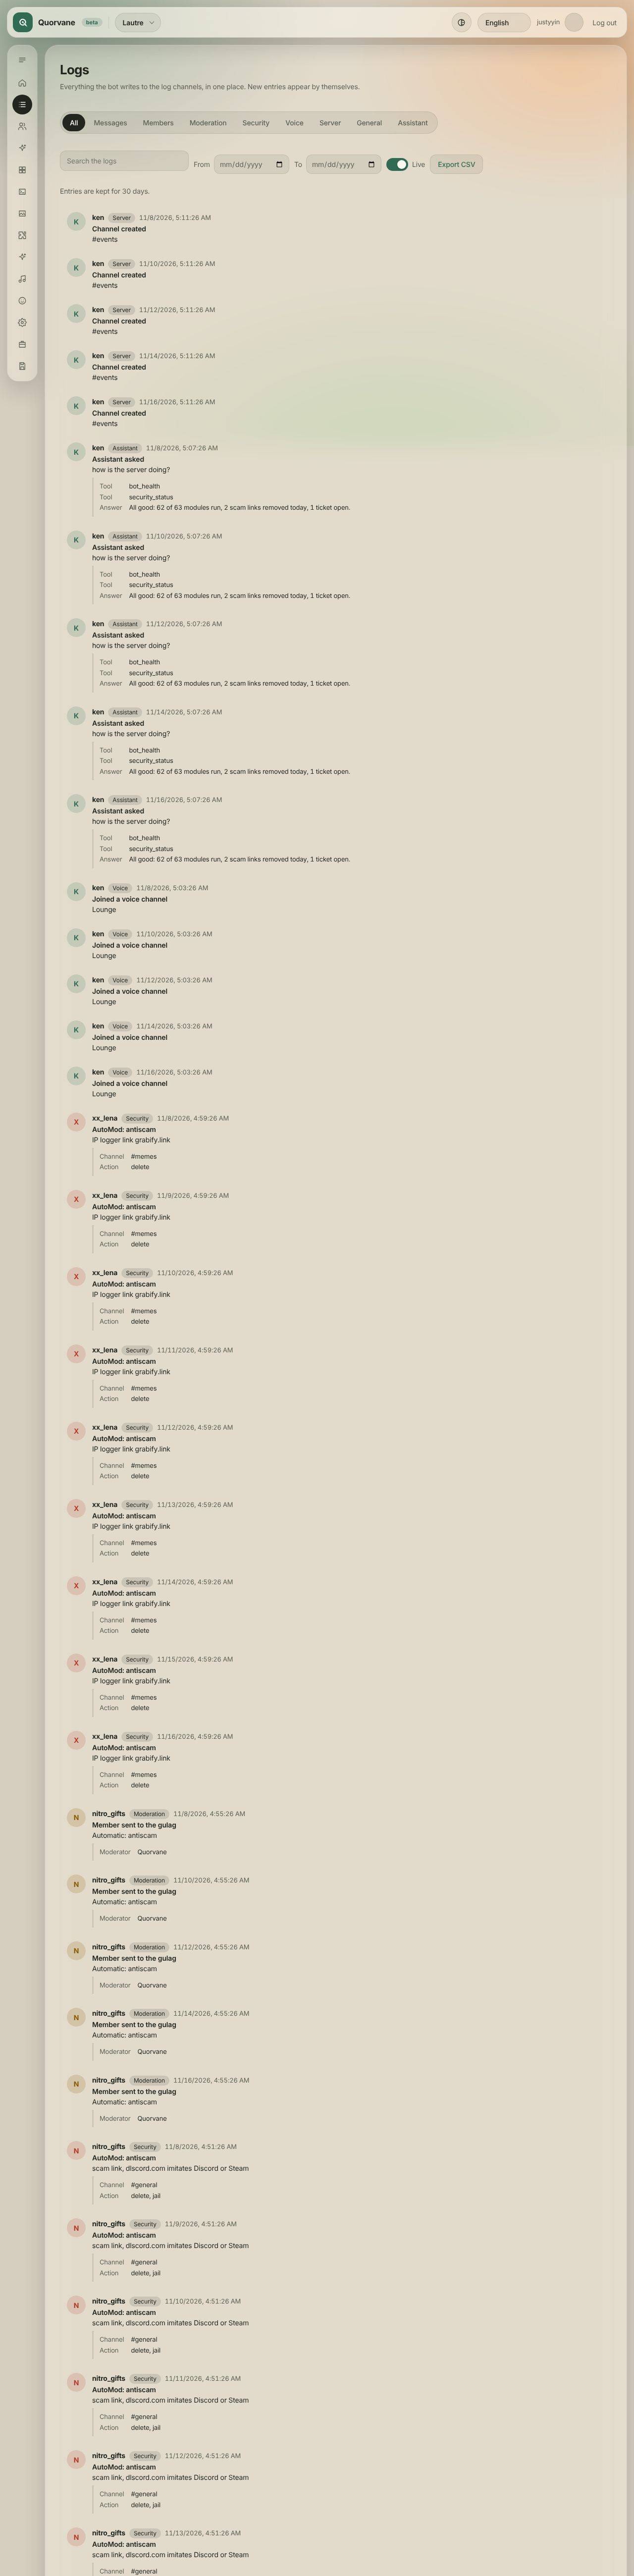 Quorvane beta Lautre English justyyin Log out
Logs
Everything the bot writes to the log channels, in one place. New entries appear by themselves.
All Messages Members Moderation Security Voice Server General Assistant
Search the logs From mm/dd/yyyy To mm/dd/yyyy Live Export CSV
Entries are kept for 30 days.
K ken Server 11/8/2026, 5:11:26 AM
Channel created
#events
K ken Server 11/10/2026, 5:11:26 AM
Channel created
#events
K ken Server 11/12/2026, 5:11:26 AM
Channel created
#events
K ken Server 11/14/2026, 5:11:26 AM
Channel created
#events
K ken Server 11/16/2026, 5:11:26 AM
Channel created
#events
K ken Assistant 11/8/2026, 5:07:26 AM
Assistant asked
how is the server doing?
Tool bot_health
Tool security_status
Answer All good: 62 of 63 modules run, 2 scam links removed today, 1 ticket open.
K ken Assistant 11/10/2026, 5:07:26 AM
Assistant asked
how is the server doing?
Tool bot_health
Tool security_status
Answer All good: 62 of 63 modules run, 2 scam links removed today, 1 ticket open.
K ken Assistant 11/12/2026, 5:07:26 AM
Assistant asked
how is the server doing?
Tool bot_health
Tool security_status
Answer All good: 62 of 63 modules run, 2 scam links removed today, 1 ticket open.
K ken Assistant 11/14/2026, 5:07:26 AM
Assistant asked
how is the server doing?
Tool bot_health
Tool security_status
Answer All good: 62 of 63 modules run, 2 scam links removed today, 1 ticket open.
K ken Assistant 11/16/2026, 5:07:26 AM
Assistant asked
how is the server doing?
Tool bot_health
Tool security_status
Answer All good: 62 of 63 modules run, 2 scam links removed today, 1 ticket open.
K ken Voice 11/8/2026, 5:03:26 AM
Joined a voice channel
Lounge
K ken Voice 11/10/2026, 5:03:26 AM
Joined a voice channel
Lounge
K ken Voice 11/12/2026, 5:03:26 AM
Joined a voice channel
Lounge
K ken Voice 11/14/2026, 5:03:26 AM
Joined a voice channel
Lounge
K ken Voice 11/16/2026, 5:03:26 AM
Joined a voice channel
Lounge
X xx_lena Security 11/8/2026, 4:59:26 AM
AutoMod: antiscam
IP logger link grabify.link
Channel #memes
Action delete
X xx_lena Security 11/9/2026, 4:59:26 AM
AutoMod: antiscam
IP logger link grabify.link
Channel #memes
Action delete
X xx_lena Security 11/10/2026, 4:59:26 AM
AutoMod: antiscam
IP logger link grabify.link
Channel #memes
Action delete
X xx_lena Security 11/11/2026, 4:59:26 AM
AutoMod: antiscam
IP logger link grabify.link
Channel #memes
Action delete
X xx_lena Security 11/12/2026, 4:59:26 AM
AutoMod: antiscam
IP logger link grabify.link
Channel #memes
Action delete
X xx_lena Security 11/13/2026, 4:59:26 AM
AutoMod: antiscam
IP logger link grabify.link
Channel #memes
Action delete
X xx_lena Security 11/14/2026, 4:59:26 AM
AutoMod: antiscam
IP logger link grabify.link
Channel #memes
Action delete
X xx_lena Security 11/15/2026, 4:59:26 AM
AutoMod: antiscam
IP logger link grabify.link
Channel #memes
Action delete
X xx_lena Security 11/16/2026, 4:59:26 AM
AutoMod: antiscam
IP logger link grabify.link
Channel #memes
Action delete
N nitro_gifts Moderation 11/8/2026, 4:55:26 AM
Member sent to the gulag
Automatic: antiscam
Moderator Quorvane
N nitro_gifts Moderation 11/10/2026, 4:55:26 AM
Member sent to the gulag
Automatic: antiscam
Moderator Quorvane
N nitro_gifts Moderation 11/12/2026, 4:55:26 AM
Member sent to the gulag
Automatic: antiscam
Moderator Quorvane
N nitro_gifts Moderation 11/14/2026, 4:55:26 AM
Member sent to the gulag
Automatic: antiscam
Moderator Quorvane
N nitro_gifts Moderation 11/16/2026, 4:55:26 AM
Member sent to the gulag
Automatic: antiscam
Moderator Quorvane
N nitro_gifts Security 11/8/2026, 4:51:26 AM
AutoMod: antiscam
scam link, dlscord.com imitates Discord or Steam
Channel #general
Action delete, jail
N nitro_gifts Security 11/9/2026, 4:51:26 AM
AutoMod: antiscam
scam link, dlscord.com imitates Discord or Steam
Channel #general
Action delete, jail
N nitro_gifts Security 11/10/2026, 4:51:26 AM
AutoMod: antiscam
scam link, dlscord.com imitates Discord or Steam
Channel #general
Action delete, jail
N nitro_gifts Security 11/11/2026, 4:51:26 AM
AutoMod: antiscam
scam link, dlscord.com imitates Discord or Steam
Channel #general
Action delete, jail
N nitro_gifts Security 11/12/2026, 4:51:26 AM
AutoMod: antiscam
scam link, dlscord.com imitates Discord or Steam
Channel #general
Action delete, jail
N nitro_gifts Security 11/13/2026, 4:51:26 AM
AutoMod: antiscam
scam link, dlscord.com imitates Discord or Steam
Channel #general